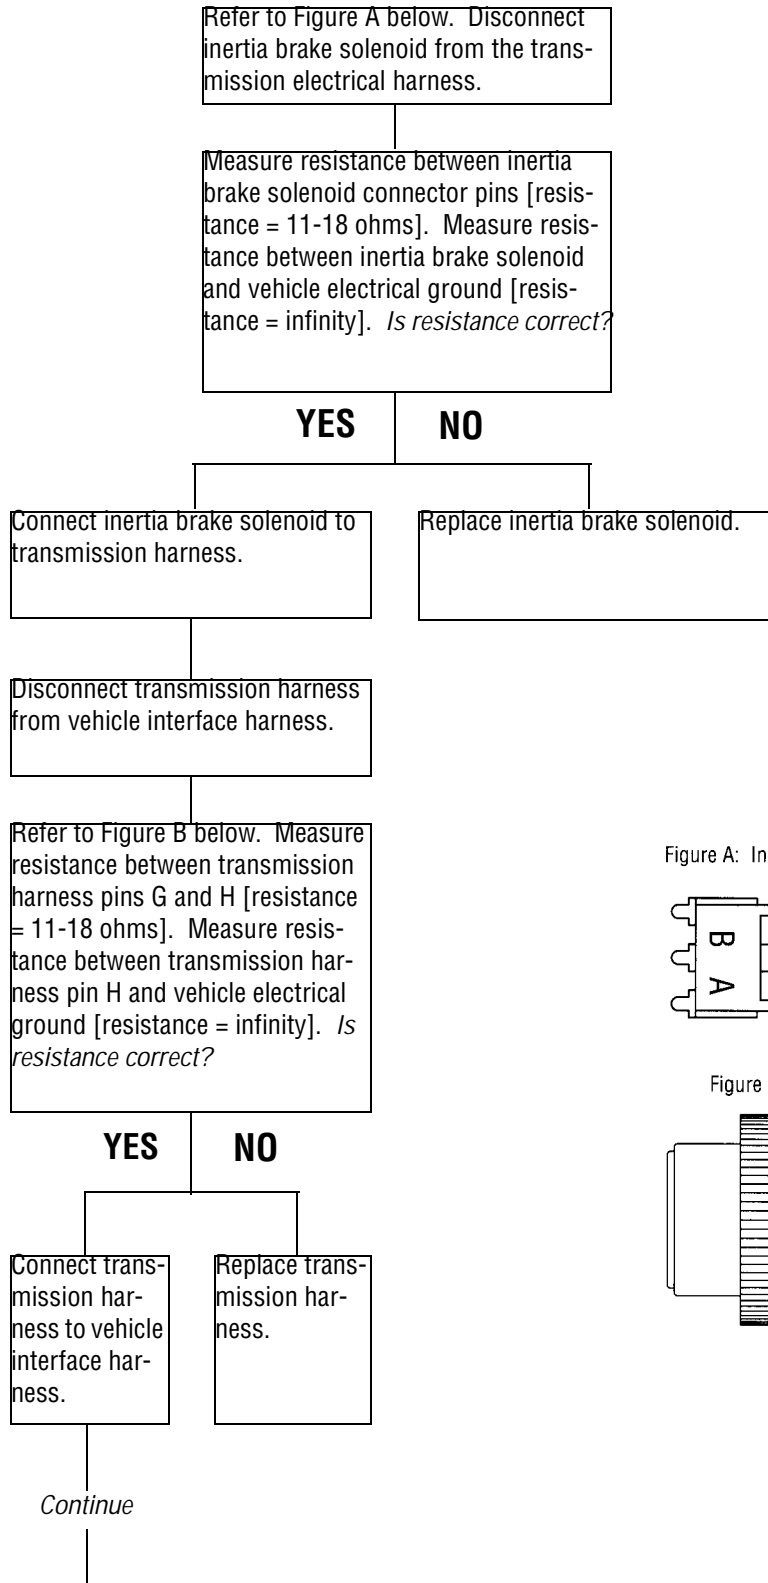 Refer to Figure A below.  Disconnect
inertia brake solenoid from the trans-
mission electrical harness.
Measure resistance between inertia
brake solenoid connector pins [resis-
tance = 11-18 ohms].  Measure resis-
tance between inertia brake solenoid
and vehicle electrical ground [resis-
tance = infinity].  Is resistance correct?
YES
NO
Connect inertia brake solenoid to
transmission harness.
Replace inertia brake solenoid.
Disconnect transmission harness
from vehicle interface harness.
Refer to Figure B below.  Measure
resistance between transmission
harness pins G and H [resistance
= 11-18 ohms].  Measure resis-
tance between transmission har-
ness pin H and vehicle electrical
ground [resistance = infinity].  Is
resistance correct?
Figure A:  In
B
A
Figure
YES
NO
Connect trans-
mission har-
ness to vehicle
interface har-
ness.
Replace trans-
mission har-
ness.
Continue